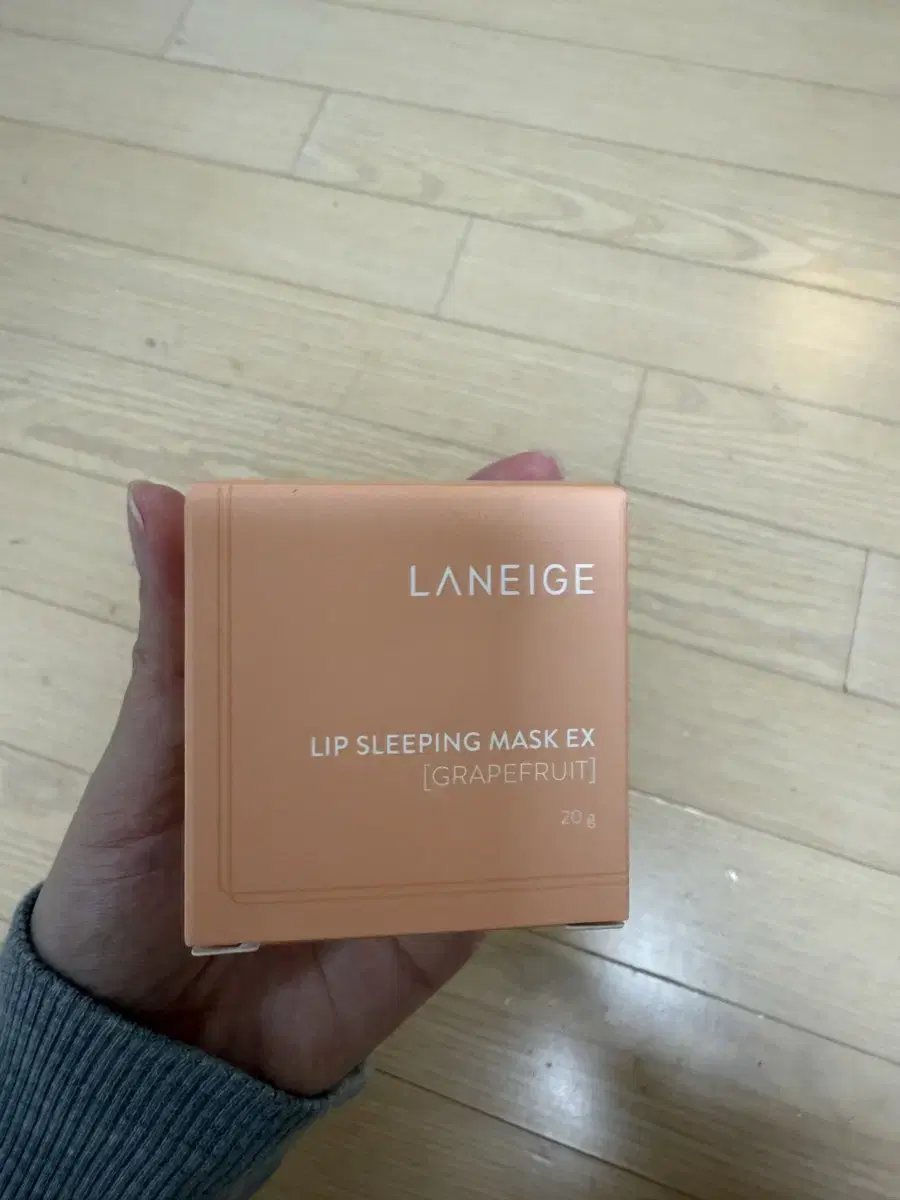 LANEIGE
LIP SLEEPING MASK EX
[GRAPEFRUIT]
20 g